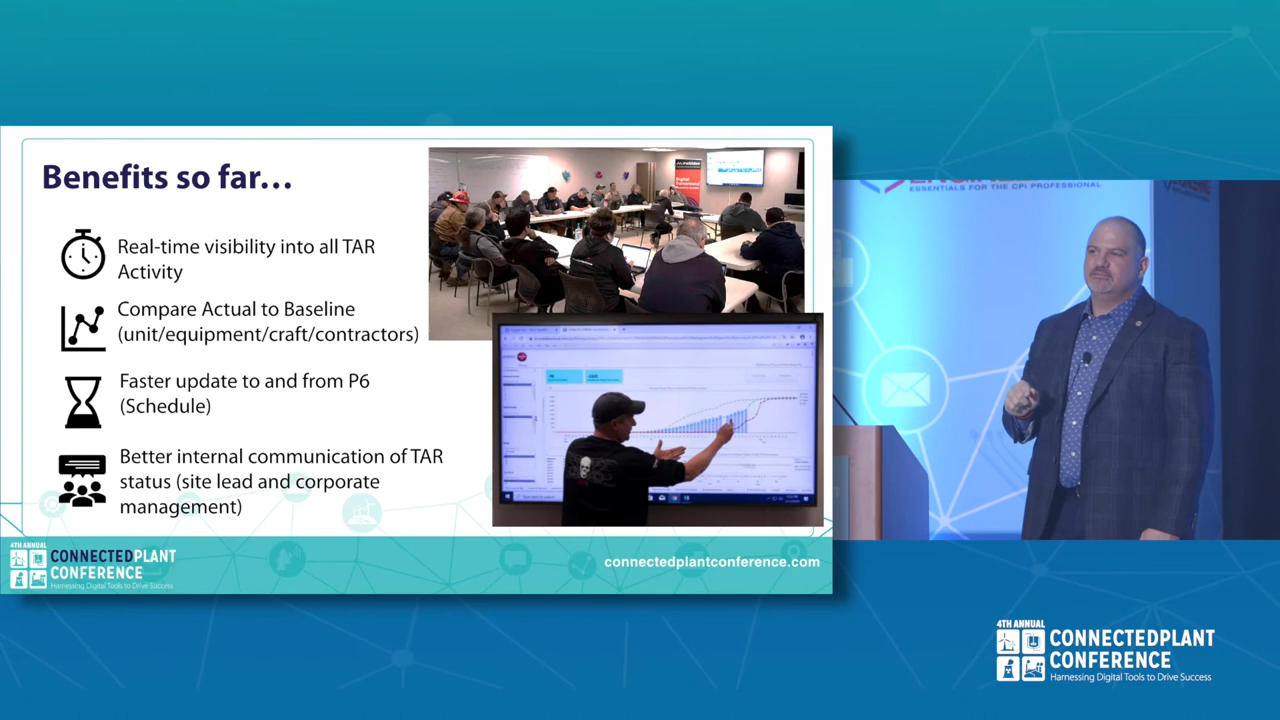 Benefits so far…
Real-time visibility into all TAR
Activity
Compare Actual to Baseline
(unit/equipment/craft/contractors)
Faster update to and from P6
(Schedule)
Better internal communication of TAR
status (site lead and corporate
management)
Digital
Turnaround
4TH ANNUAL
CONNECTEDPLANT
CONFERENCE
Harnessing Digital Tools to Drive Success
connectedplantconference.com
ESSENTIALS FOR THE CPI PROFESSIONAL
4TH ANNUAL
CONNECTEDPLANT
CONFERENCE
Harnessing Digital Tools to Drive Success